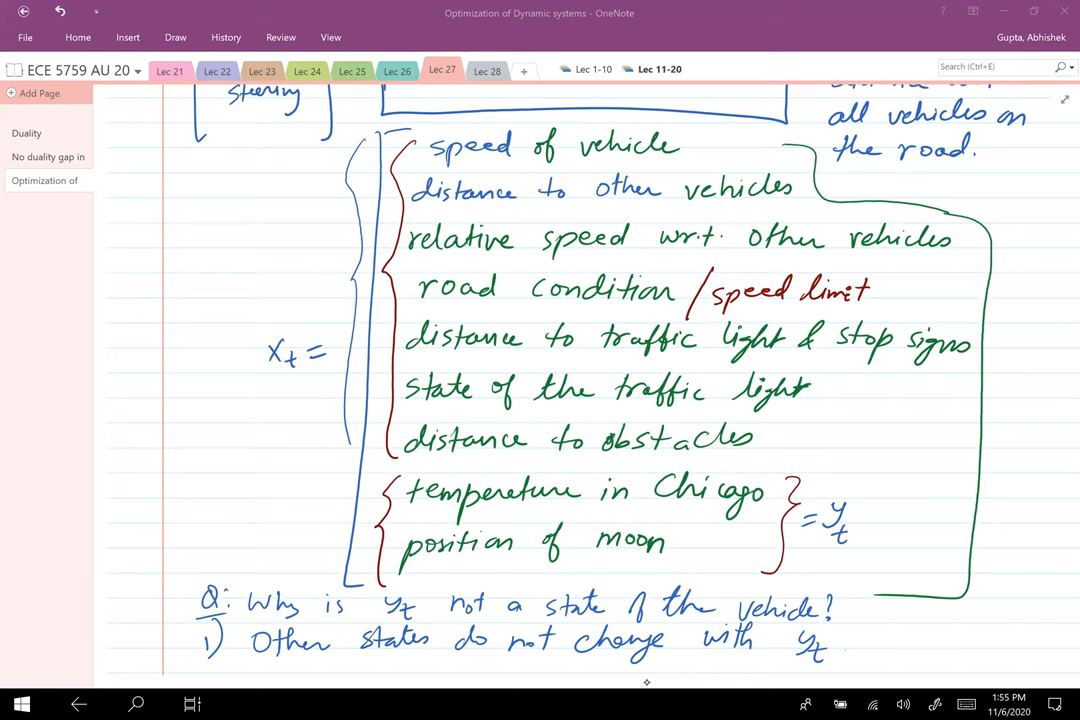 Optimization of Dynamic systems - OneNote
File Home Insert Draw History Review View Gupta, Abhishek
ECE 5759 AU 20 Lec 21 Lec 22 Lec 23 Lec 24 Lec 25 Lec 26 Lec 27 Lec 28 + Lec 1-10 Lec 11-20 Search (Ctrl+E)
Add Page
Duality
No duality gap in
Optimization of
steering
all vehicles on
the road.
speed of vehicle
distance to other vehicles
relative speed w.r.t. other vehicles
road condition / speed limit
distance to traffic light & stop signs
xt =
state of the traffic light
distance to obstacles
temperature in Chicago
position of moon
= yt
Q: Why is yt not a state of the vehicle?
1) Other states do not change with yt
1:55 PM
11/6/2020